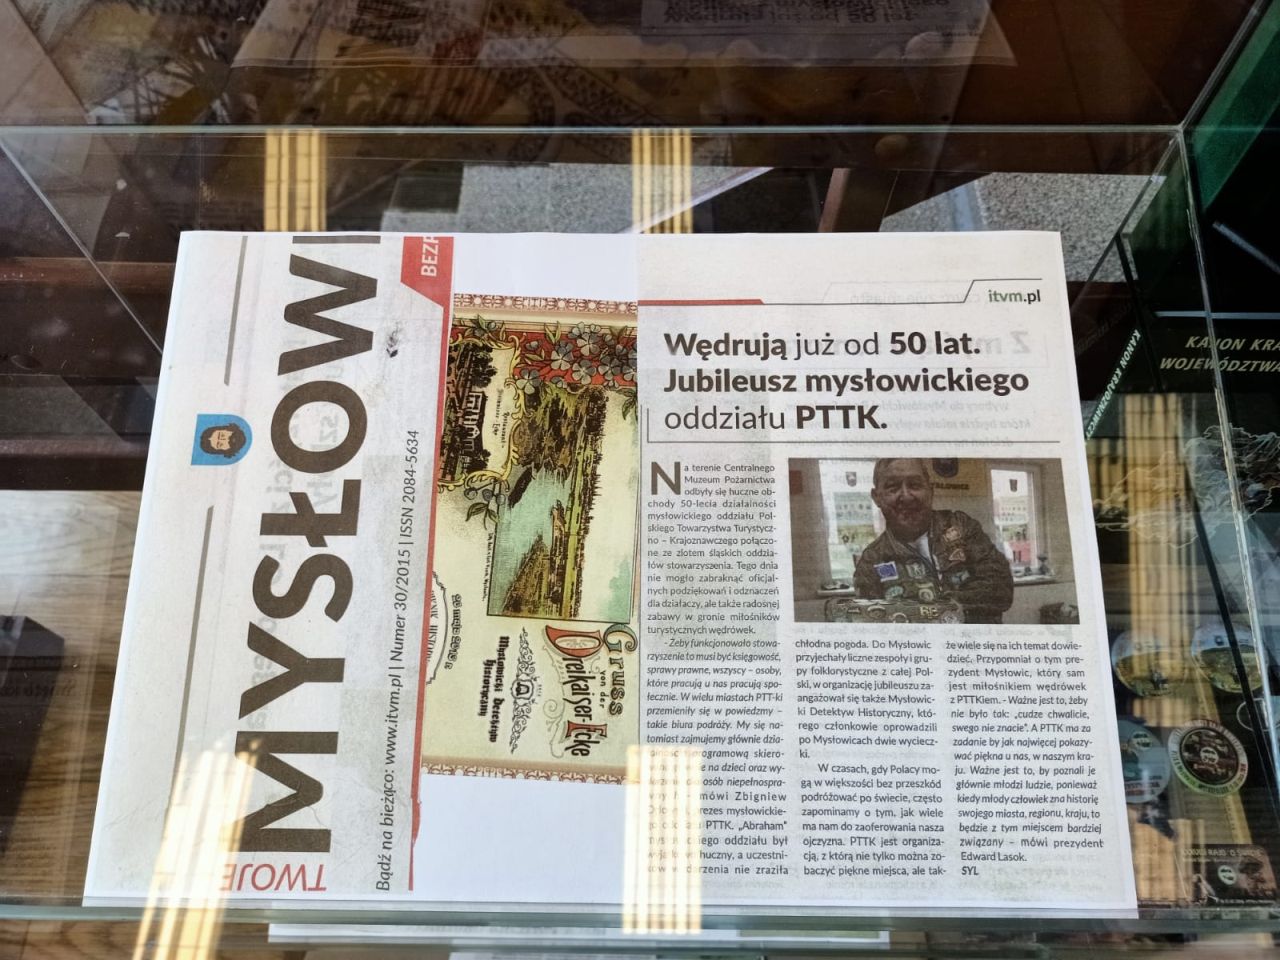 TWOJE
MYSŁOWI
BEZP
Bądź na bieżąco: www.itvm.pl | Numer 30/2015 | ISSN 2084-5634
26 maja 2013 r.
Mysłowicki Detektyw
Historyczny
Gruss
von der
Dreikaiser-Ecke
itvm.pl
Wędrują już od 50 lat.
Jubileusz mysłowickiego
oddziału PTTK.
Na terenie Centralnego
Muzeum Pożarnictwa
odbyły się huczne ob-
chody 50-lecia działalności
mysłowickiego oddziału Pol-
skiego Towarzystwa Turystycz-
no – Krajoznawczego połączo-
ne ze zlotem śląskich oddzia-
łów stowarzyszenia. Tego dnia
nie mogło zabraknąć oficjal-
nych podziękowań i odznaczeń
dla działaczy, ale także radosnej
zabawy w gronie miłośników
turystycznych wędrówek.
- Żeby funkcjonowało stowa-
rzyszenie to musi być księgowość,
sprawy prawne, wszyscy – osoby,
które pracują u nas pracują spo-
łecznie. W wielu miastach PTT-ki
przemieniły się w powiedzmy –
takie biura podróży. My się na-
tomiast zajmujemy głównie dzia-
łalność programową skiero-
na dzieci oraz wy-
osób niepełnospra-
mówi Zbigniew
prezes mysłowickie-
PTTK. „Abraham"
oddziału był
huczny, a uczestni-
nie zraziła
chłodna pogoda. Do Mysłowic
przyjechały liczne zespoły i gru-
py folklorystyczne z całej Pol-
ski, w organizację jubileuszu za-
angażował się także Mysłowic-
ki Detektyw Historyczny, któ-
rego członkowie oprowadzili
po Mysłowicach dwie wyciecz-
ki.
W czasach, gdy Polacy mo-
gą w większości bez przeszkód
podróżować po świecie, często
zapominamy o tym, jak wiele
ma nam do zaoferowania nasza
ojczyzna. PTTK jest organiza-
cją, z którą nie tylko można zo-
baczyć piękne miejsca, ale tak-
że wiele się na ich temat dowie-
dzieć. Przypomniał o tym pre-
zydent Mysłowic, który sam
jest miłośnikiem wędrówek
z PTTKiem. - Ważne jest to, żeby
nie było tak: „cudze chwalicie,
swego nie znacie". A PTTK ma za
zadanie by jak najwięcej pokazy-
wać piękna u nas, w naszym kra-
ju. Ważne jest to, by poznali je
głównie młodzi ludzie, ponieważ
kiedy młody człowiek zna historię
swojego miasta, regionu, kraju, to
będzie z tym miejscem bardziej
związany – mówi prezydent
Edward Lasok.
SYL
KANON KRAJOZNAWCZY
KANON KRA
WOJEWÓDZTWA